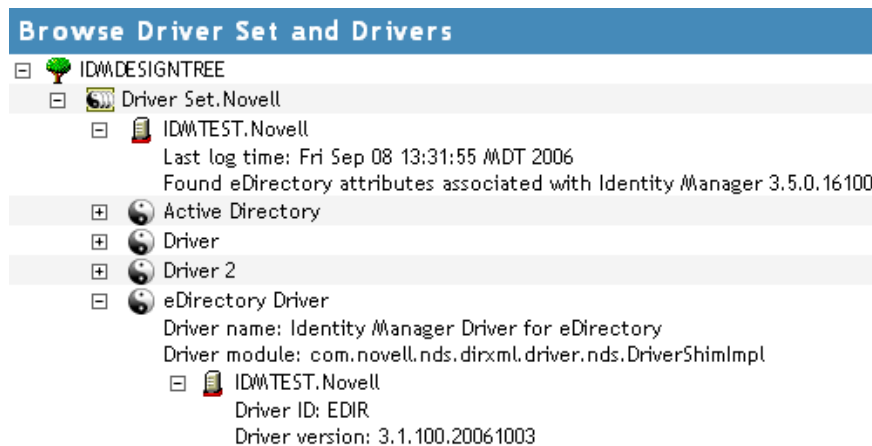 Browse Driver Set and Drivers
IDMDESIGNTREE
Driver Set.Novell
IDMTEST.Novell
Last log time: Fri Sep 08 13:31:55 MDT 2006
Found eDirectory attributes associated with Identity Manager 3.5.0.16100
Active Directory
Driver
Driver 2
eDirectory Driver
Driver name: Identity Manager Driver for eDirectory
Driver module: com.novell.nds.dirxml.driver.nds.DriverShimImpl
IDMTEST.Novell
Driver ID: EDIR
Driver version: 3.1.100.20061003